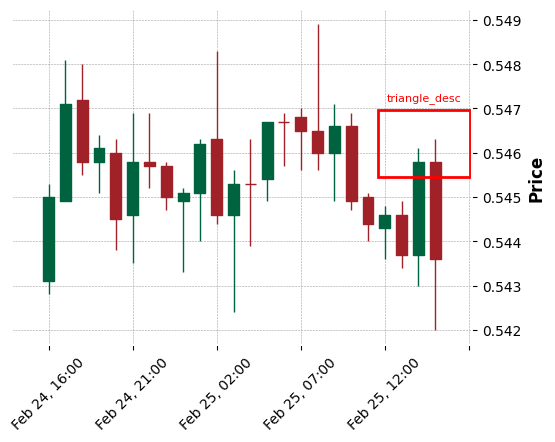 0.549
0.548
triangle_desc
0.547
0.546
0.545
0.544
0.543
0.542
Price
Feb 24, 16:00
Feb 24, 21:00
Feb 25, 02:00
Feb 25, 07:00
Feb 25, 12:00